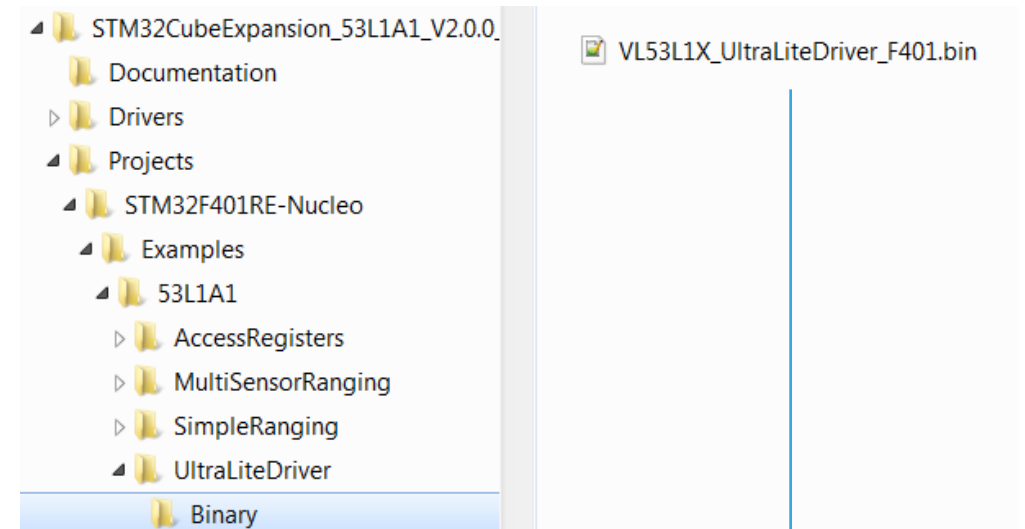 STM32CubeExpansion_53L1A1_V2.0.0_
Documentation
Drivers
Projects
STM32F401RE-Nucleo
Examples
53L1A1
AccessRegisters
MultiSensorRanging
SimpleRanging
UltraLiteDriver
Binary
VL53L1X_UltraLiteDriver_F401.bin